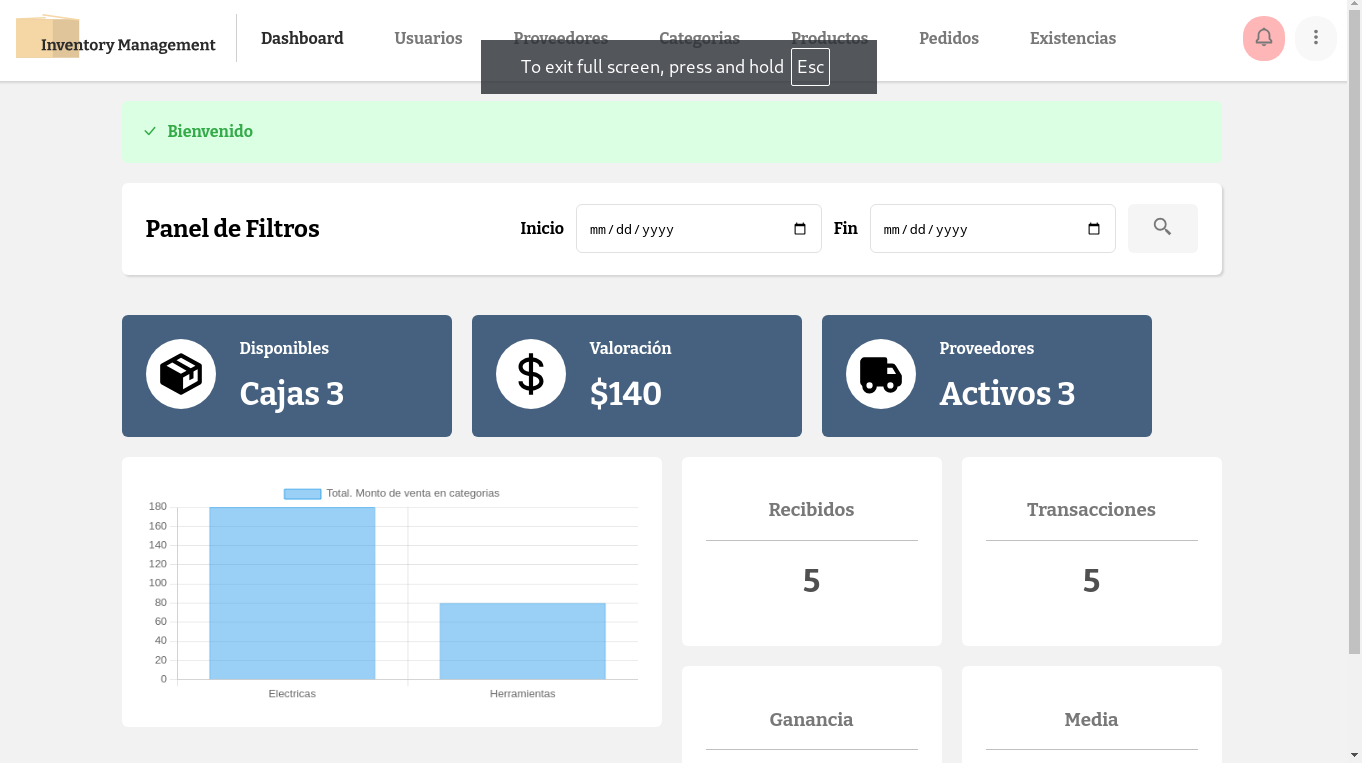 Inventory Management
Dashboard Usuarios Proveedores Categorias Productos Pedidos Existencias
To exit full screen, press and hold Esc
Bienvenido
Panel de Filtros
Inicio mm/dd/yyyy Fin mm/dd/yyyy
Disponibles
Cajas 3
Valoración
$140
Proveedores
Activos 3
Total. Monto de venta en categorias
180
160
140
120
100
80
60
40
20
0
Electricas Herramientas
Recibidos
5
Transacciones
5
Ganancia
Media